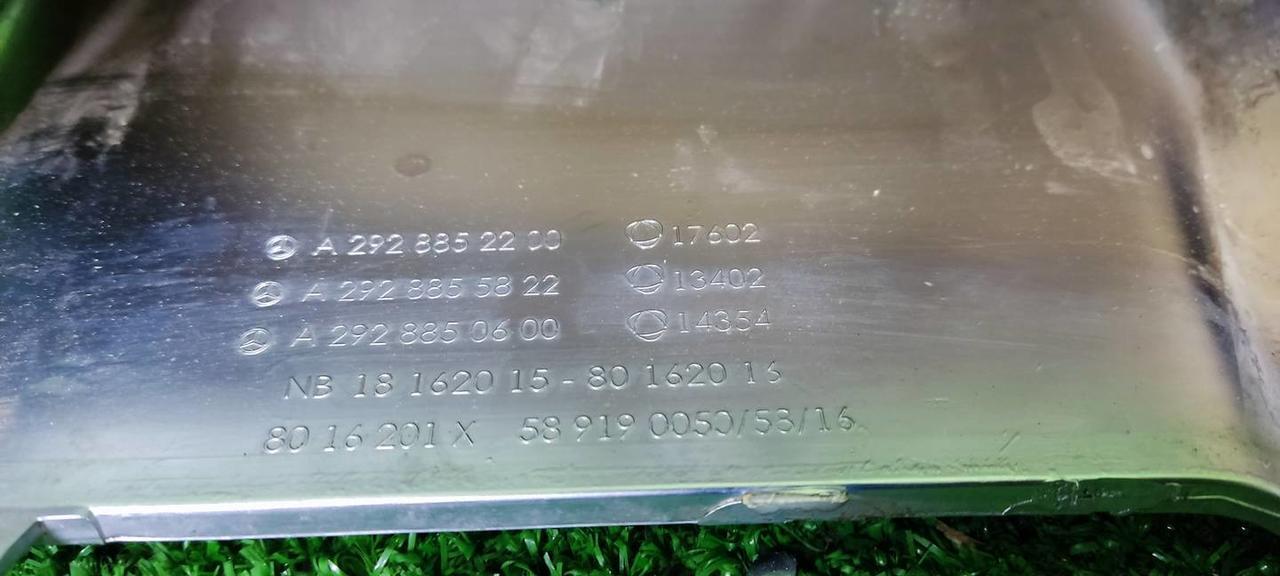 A 292 885 22 00 17602
A 292 885 58 22 13402
A 292 885 06 00 14354
NB 18 1620 15 - 80 1620 16
80 16 201 X 58 919 0050/53/16